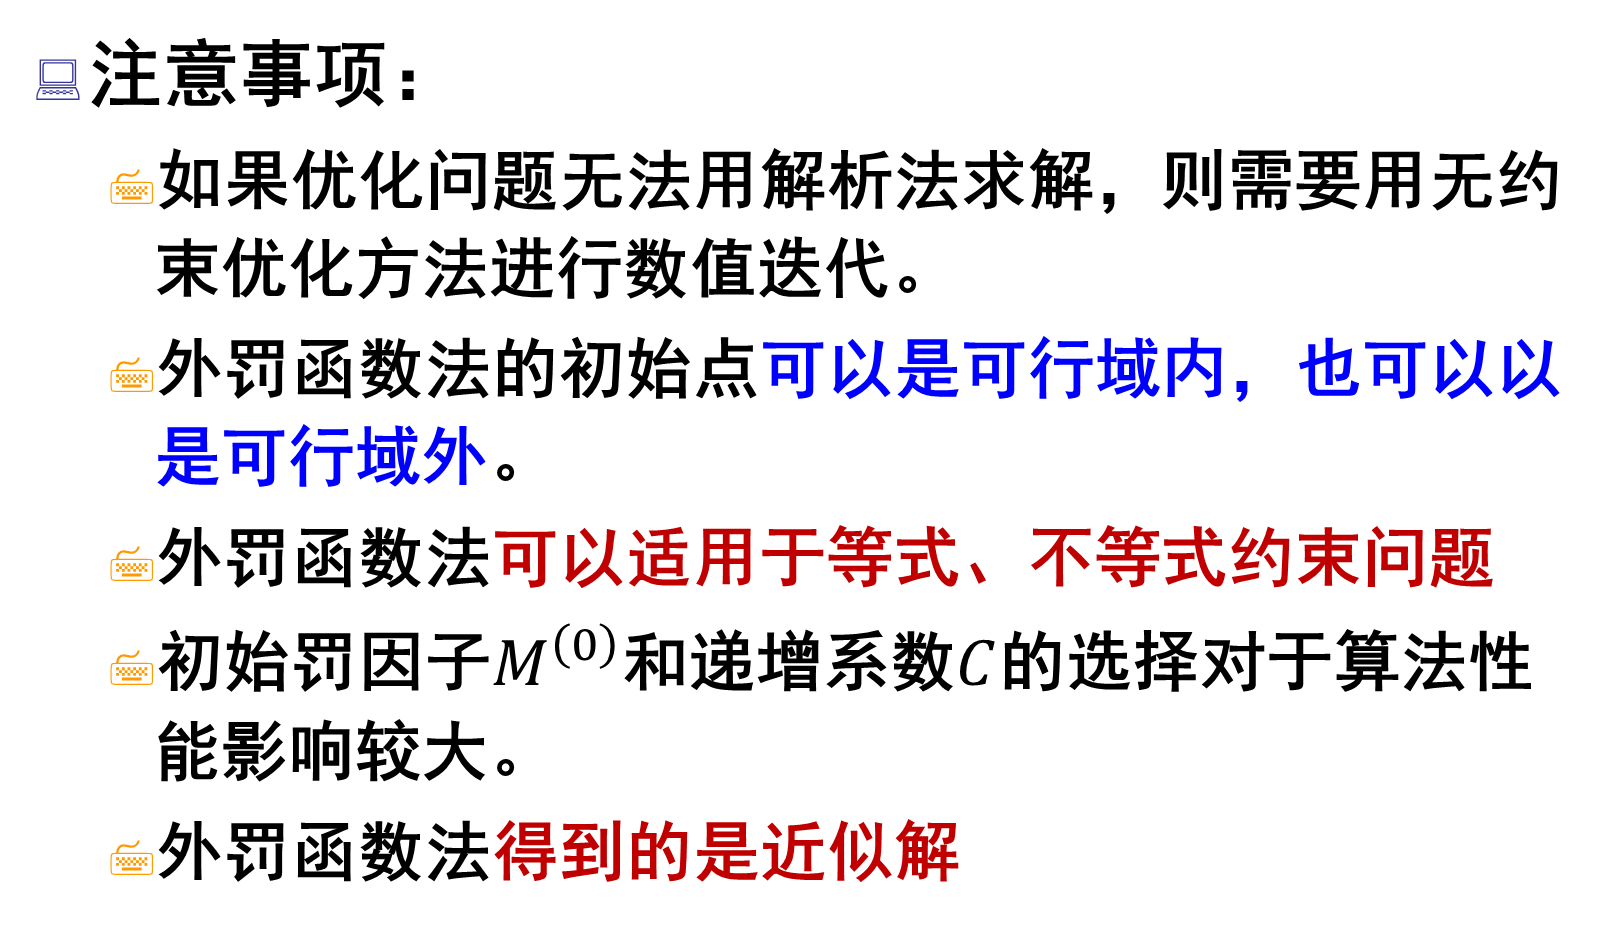 注意事项：
如果优化问题无法用解析法求解，则需要用无约
束优化方法进行数值迭代。
外罚函数法的初始点可以是可行域内，也可以以
是可行域外。
外罚函数法可以适用于等式、不等式约束问题
初始罚因子M⁽⁰⁾和递增系数C的选择对于算法性
能影响较大。
外罚函数法得到的是近似解